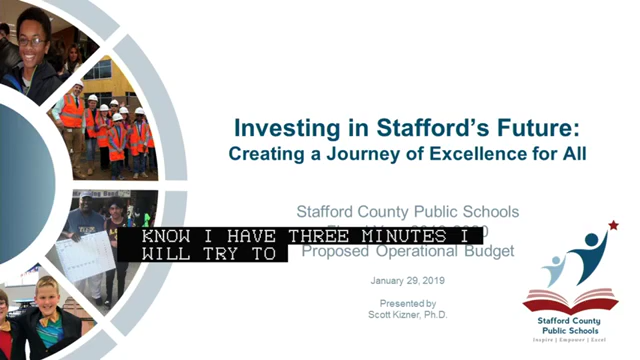 Investing in Stafford's Future:
Creating a Journey of Excellence for All
Stafford County Public Schools
KNOW I HAVE THREE MINUTES I
WILL TRY TO
Proposed Operational Budget
January 29, 2019
Presented by
Scott Kizner, Ph.D.
Stafford County
Public Schools
Inspire | Empower | Excel